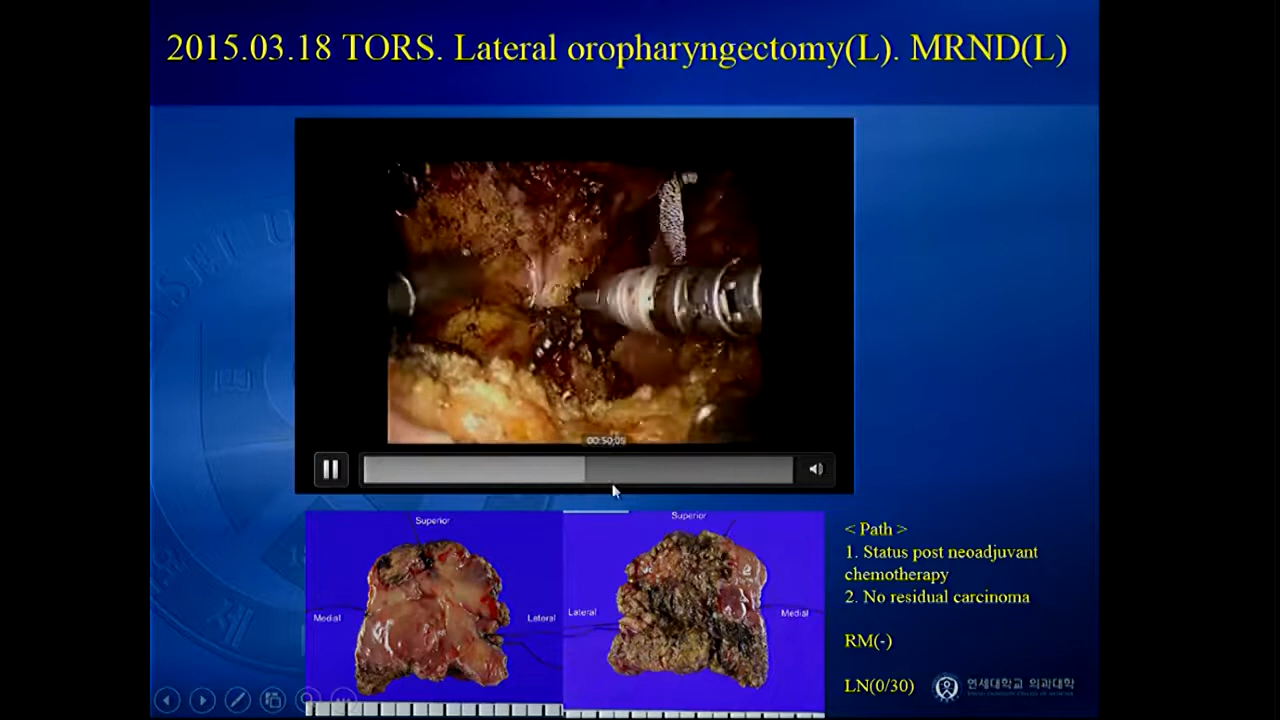 2015.03.18 TORS. Lateral oropharyngectomy(L). MRND(L)
00:50,05
Superior
Medial
Lateral
Superior
Lateral
Medial
< Path >
1. Status post neoadjuvant
chemotherapy
2. No residual carcinoma
RM(-)
LN(0/30)
연세대학교 의과대학